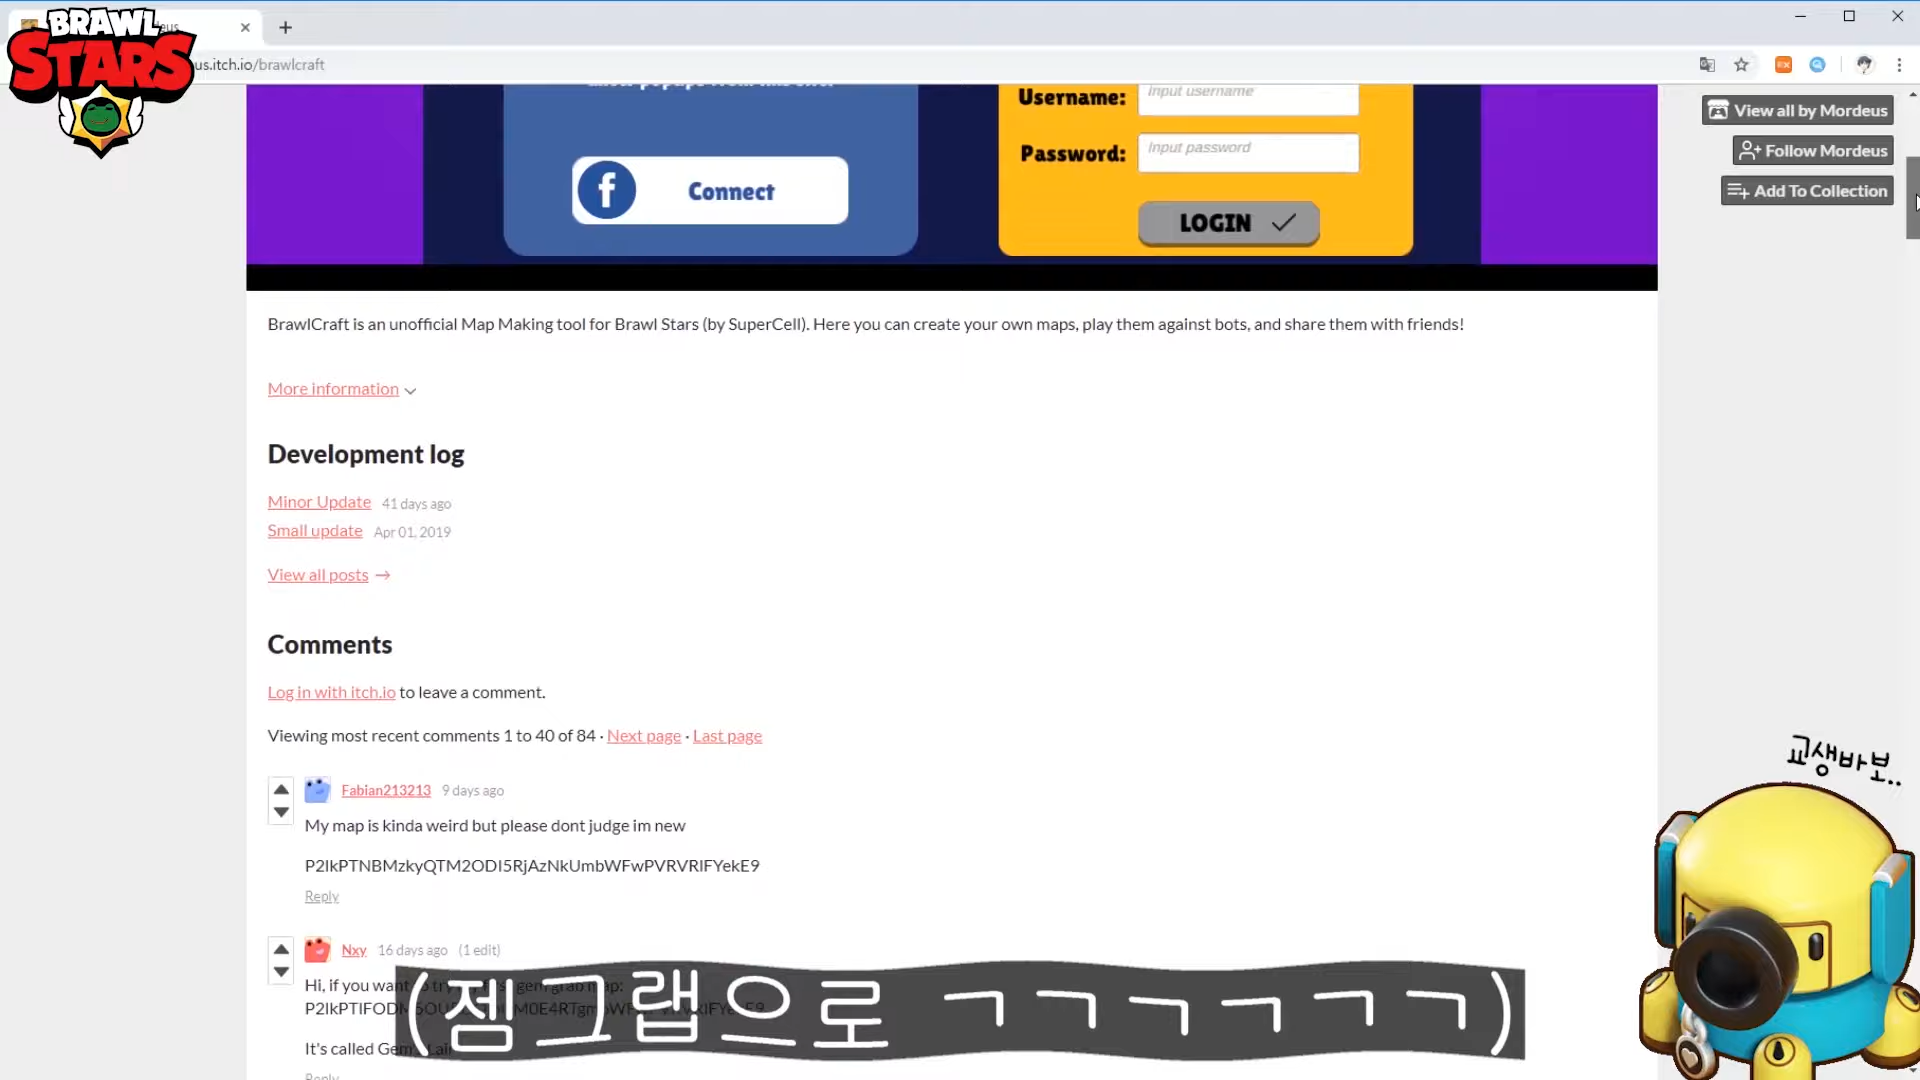 BRAWL
STARS
us.itch.io/brawlcraft
View all by Mordeus
Follow Mordeus
Add To Collection
Username:
Input username
Password:
Input password
f Connect
LOGIN
BrawlCraft is an unofficial Map Making tool for Brawl Stars (by SuperCell). Here you can create your own maps, play them against bots, and share them with friends!
More information
Development log
Minor Update 41 days ago
Small update Apr 01, 2019
View all posts →
Comments
Log in with itch.io to leave a comment.
Viewing most recent comments 1 to 40 of 84 · Next page · Last page
Fabian213213 9 days ago
My map is kinda weird but please dont judge im new
P2lkPTNBMzkyQTM2ODI5RjAzNkUmbWFwPVRVRlFYekE9
Reply
Nxy 16 days ago (1 edit)
Hi, if you want
(젬그랩으로 ㄱㄱㄱㄱㄱㄱ)
It's called Gem
Reply
교생바보..